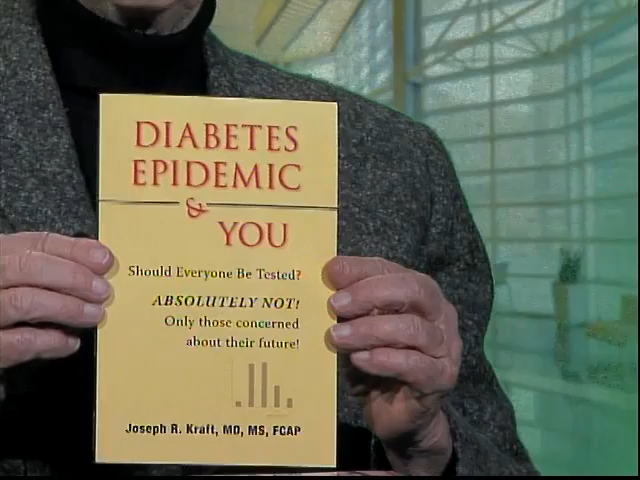 DIABETES
EPIDEMIC
&
YOU
Should Everyone Be Tested?
ABSOLUTELY NOT!
Only those concerned
about their future!
Joseph R. Kraft, MD, MS, FCAP